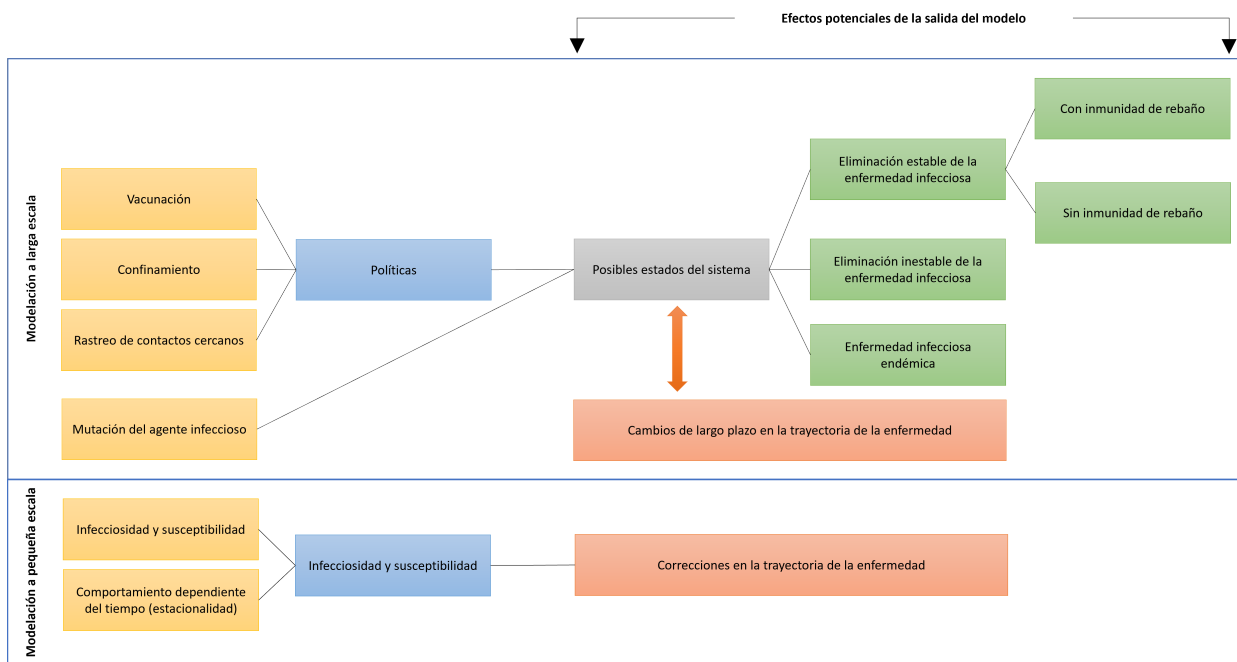 Efectos potenciales de la salida del modelo
Modelación a larga escala
Vacunación
Confinamiento
Rastreo de contactos cercanos
Mutación del agente infeccioso
Políticas
Posibles estados del sistema
Eliminación estable de la
enfermedad infecciosa
Eliminación inestable de la
enfermedad infecciosa
Enfermedad infecciosa
endémica
Con inmunidad de rebaño
Sin inmunidad de rebaño
Cambios de largo plazo en la trayectoria de la enfermedad
Modelación a pequeña escala
Infecciosidad y susceptibilidad
Comportamiento dependiente
del tiempo (estacionalidad)
Infecciosidad y susceptibilidad
Correcciones en la trayectoria de la enfermedad